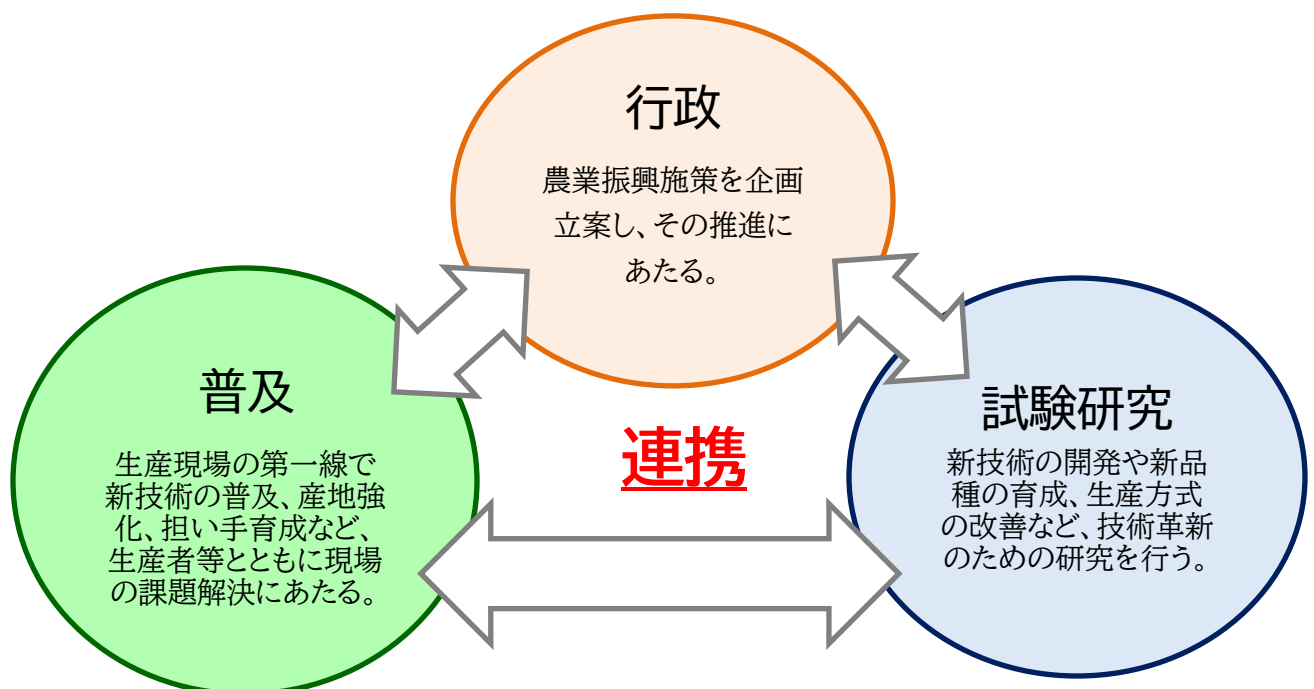 行政
農業振興施策を企画
立案し、その推進に
あたる。
普及
生産現場の第一線で
新技術の普及、産地強
化、担い手育成など、
生産者等とともに現場
の課題解決にあたる。
連携
試験研究
新技術の開発や新品
種の育成、生産方式
の改善など、技術革新
のための研究を行う。